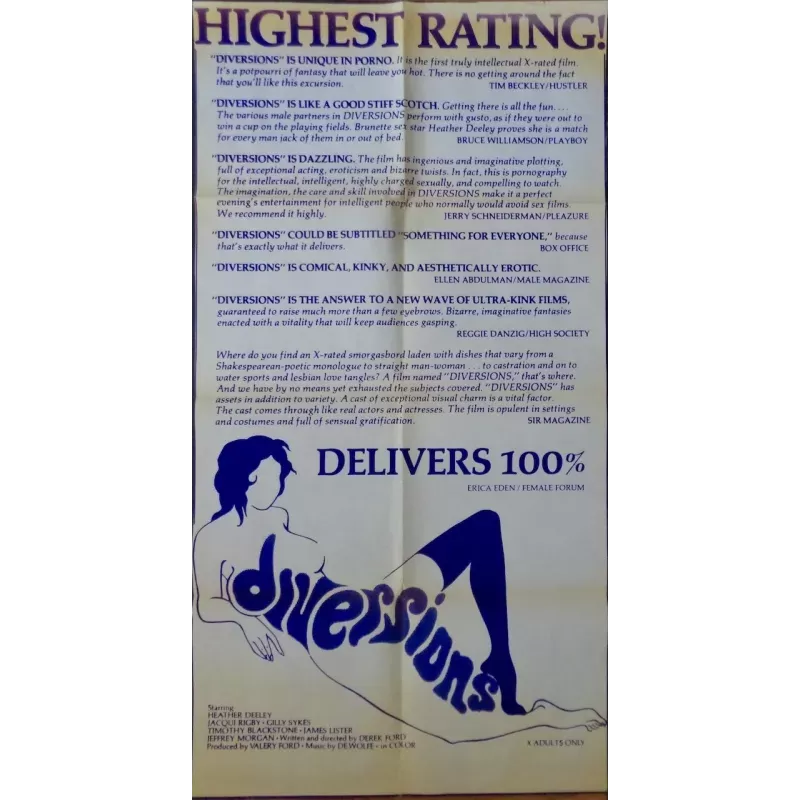 HIGHEST RATING!
"DIVERSIONS" IS UNIQUE IN PORNO. It is the first truly intellectual X-rated film.
It's a potpourri of fantasy that will leave you hot. There is no getting around the fact
that you'll like this excursion. TIM BECKLEY/HUSTLER
"DIVERSIONS" IS LIKE A GOOD STIFF SCOTCH. Getting there is all the fun....
The various male partners in DIVERSIONS perform with gusto, as if they were out to
win a cup on the playing fields. Brunette sex star Heather Deeley proves she is a match
for every man jack of them in or out of bed. BRUCE WILLIAMSON/PLAYBOY
"DIVERSIONS" IS DAZZLING. The film has ingenious and imaginative plotting,
full of exceptional acting, eroticism and bizarre twists. In fact, this is pornography
for the intellectual, intelligent, highly charged sexually, and compelling to watch.
The imagination, the care and skill involved in DIVERSIONS make it a perfect
evening's entertainment for intelligent people who normally would avoid sex films.
We recommend it highly. JERRY SCHNEIDERMAN/PLEAZURE
"DIVERSIONS" COULD BE SUBTITLED "SOMETHING FOR EVERYONE," because
that's exactly what it delivers. BOX OFFICE
"DIVERSIONS" IS COMICAL, KINKY, AND AESTHETICALLY EROTIC.
ELLEN ABDULMAN/MALE MAGAZINE
"DIVERSIONS" IS THE ANSWER TO A NEW WAVE OF ULTRA-KINK FILMS,
guaranteed to raise much more than a few eyebrows. Bizarre, imaginative fantasies
enacted with a vitality that will keep audiences gasping.
REGGIE DANZIG/HIGH SOCIETY
Where do you find an X-rated smorgasbord laden with dishes that vary from a
Shakespearean-poetic monologue to straight man-woman ... to castration and on to
water sports and lesbian love tangles? A film named "DIVERSIONS," that's where.
And we have by no means yet exhausted the subjects covered. "DIVERSIONS" has
assets in addition to variety. A cast of exceptional visual charm is a vital factor.
The cast comes through like real actors and actresses. The film is opulent in settings
and costumes and full of sensual gratification. SIR MAGAZINE
DELIVERS 100%
ERICA EDEN / FEMALE FORUM
diversions
Starring
HEATHER DEELEY
JACQUI RIGBY • GILLY SYKES
TIMOTHY BLACKSTONE • JAMES LISTER
JEFFREY MORGAN • Written and directed by DEREK FORD
Produced by VALERY FORD • Music by DE WOLFE • in COLOR
X ADULTS ONLY